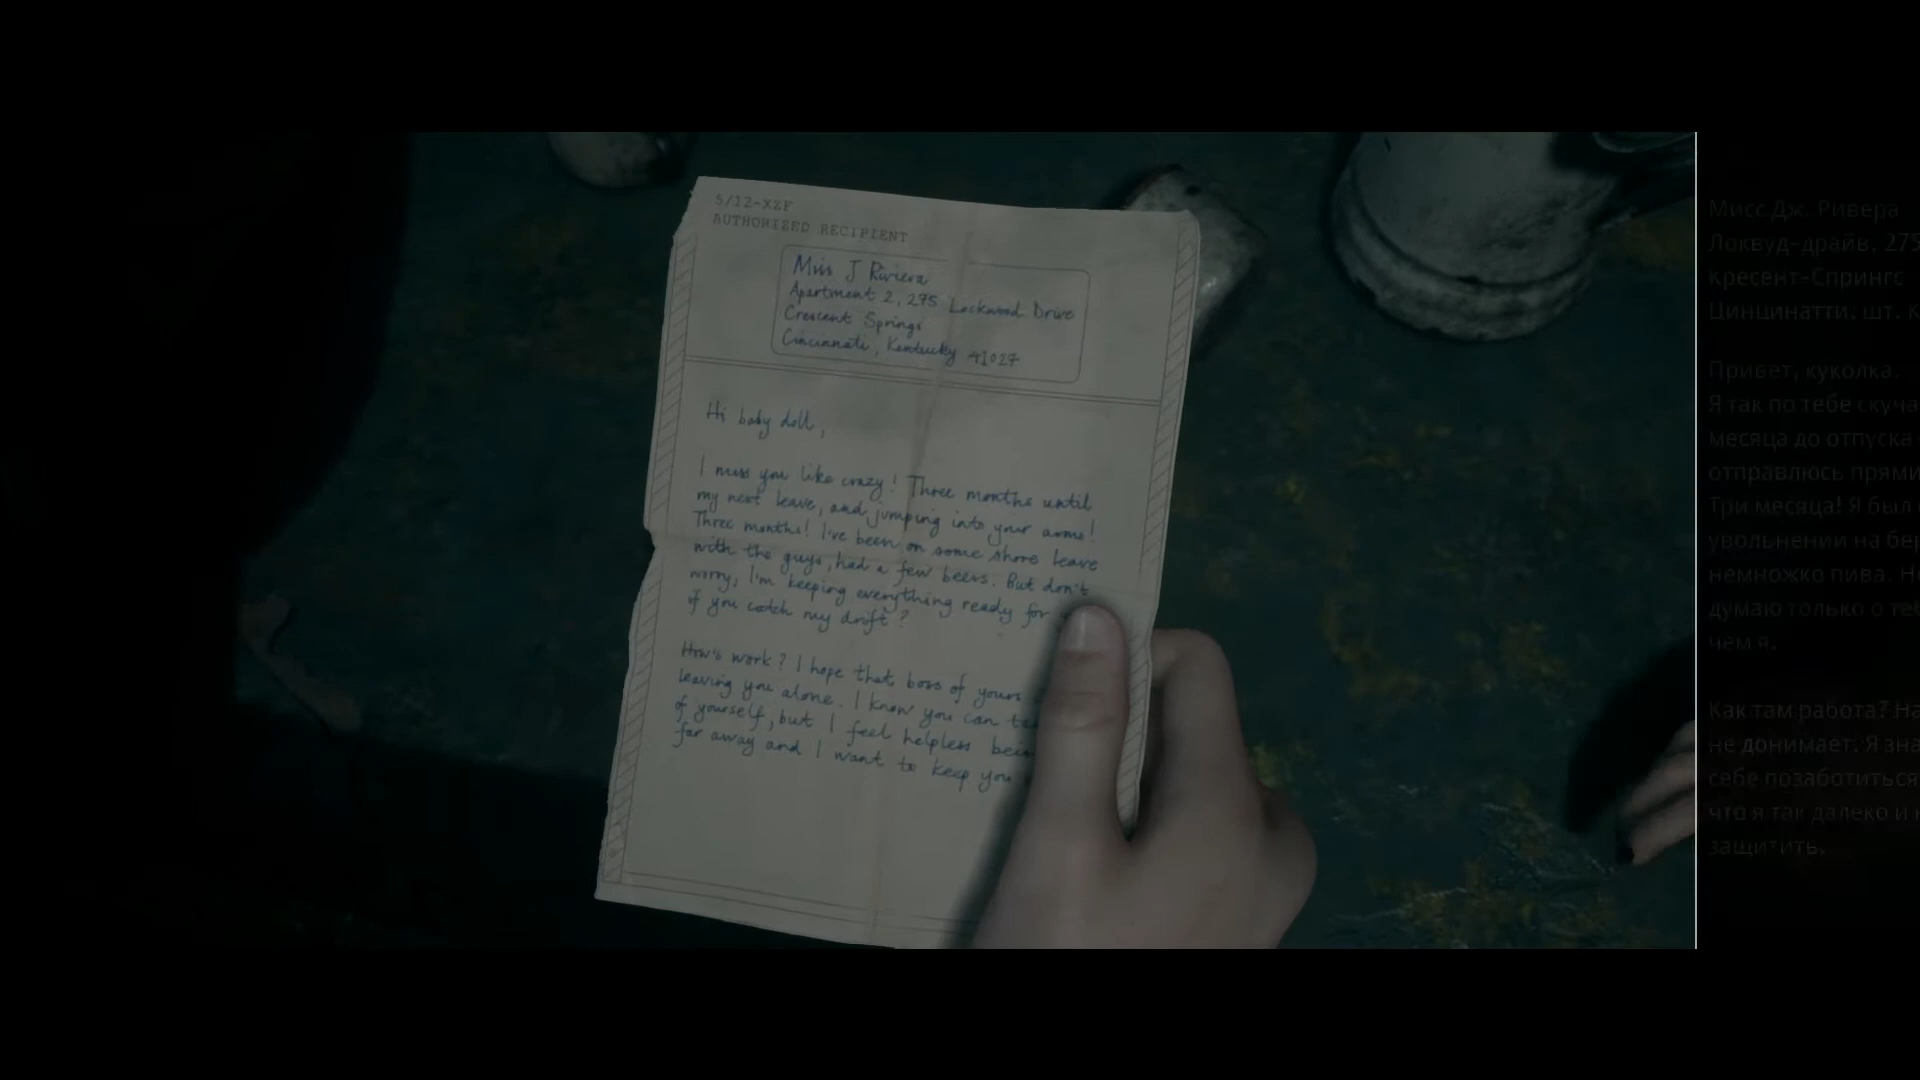 5/12-XZF
AUTHORIZED RECIPIENT
Miss J Riviera
Apartment 2, 275 Lockwood Drive
Crescent Springs
Cincinnati, Kentucky 41027
Hi baby doll,
I miss you like crazy! Three months until
my next leave, and jumping into your arms!
Three months! I've been on some shore leave
with the guys, had a few beers. But don't
worry, I'm keeping everything ready for
if you catch my drift?
How's work? I hope that boss of yours
leaving you alone. I know you can ta
of yourself, but I feel helpless bein
far away and I want to keep you
Мисс Дж. Ривера
Локвуд-драйв, 275
кресент-Спрингс
Цинцинатти, шт. К
Привет, куколка.
Я так по тебе скуча
месяца до отпуска
отправлюсь прями
Три месяца! Я был
увольнении на бер
немножко пива. Н
думаю только о теб
чем я.
Как там работа? На
не донимает. Я зна
себе позаботиться
что я так далеко и
защитить.